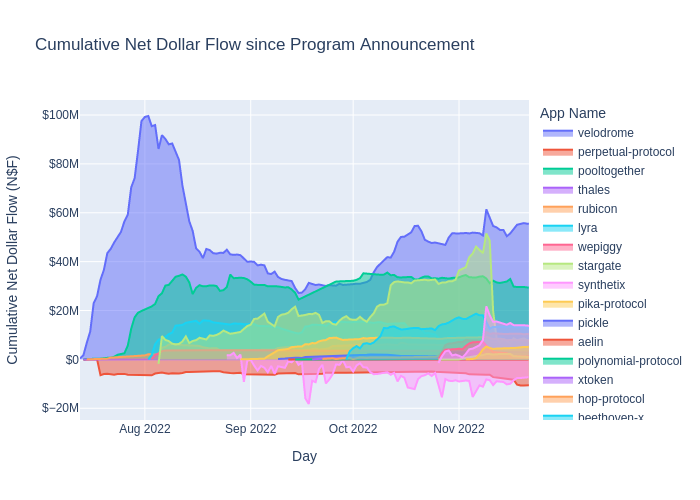 Cumulative Net Dollar Flow since Program Announcement
Cumulative Net Dollar Flow (N$F)
$100M
$80M
$60M
$40M
$20M
$0
$−20M
Aug 2022
Sep 2022
Oct 2022
Nov 2022
Day
App Name
velodrome
perpetual-protocol
pooltogether
thales
rubicon
lyra
wepiggy
stargate
synthetix
pika-protocol
pickle
aelin
polynomial-protocol
xtoken
hop-protocol
beethoven-x